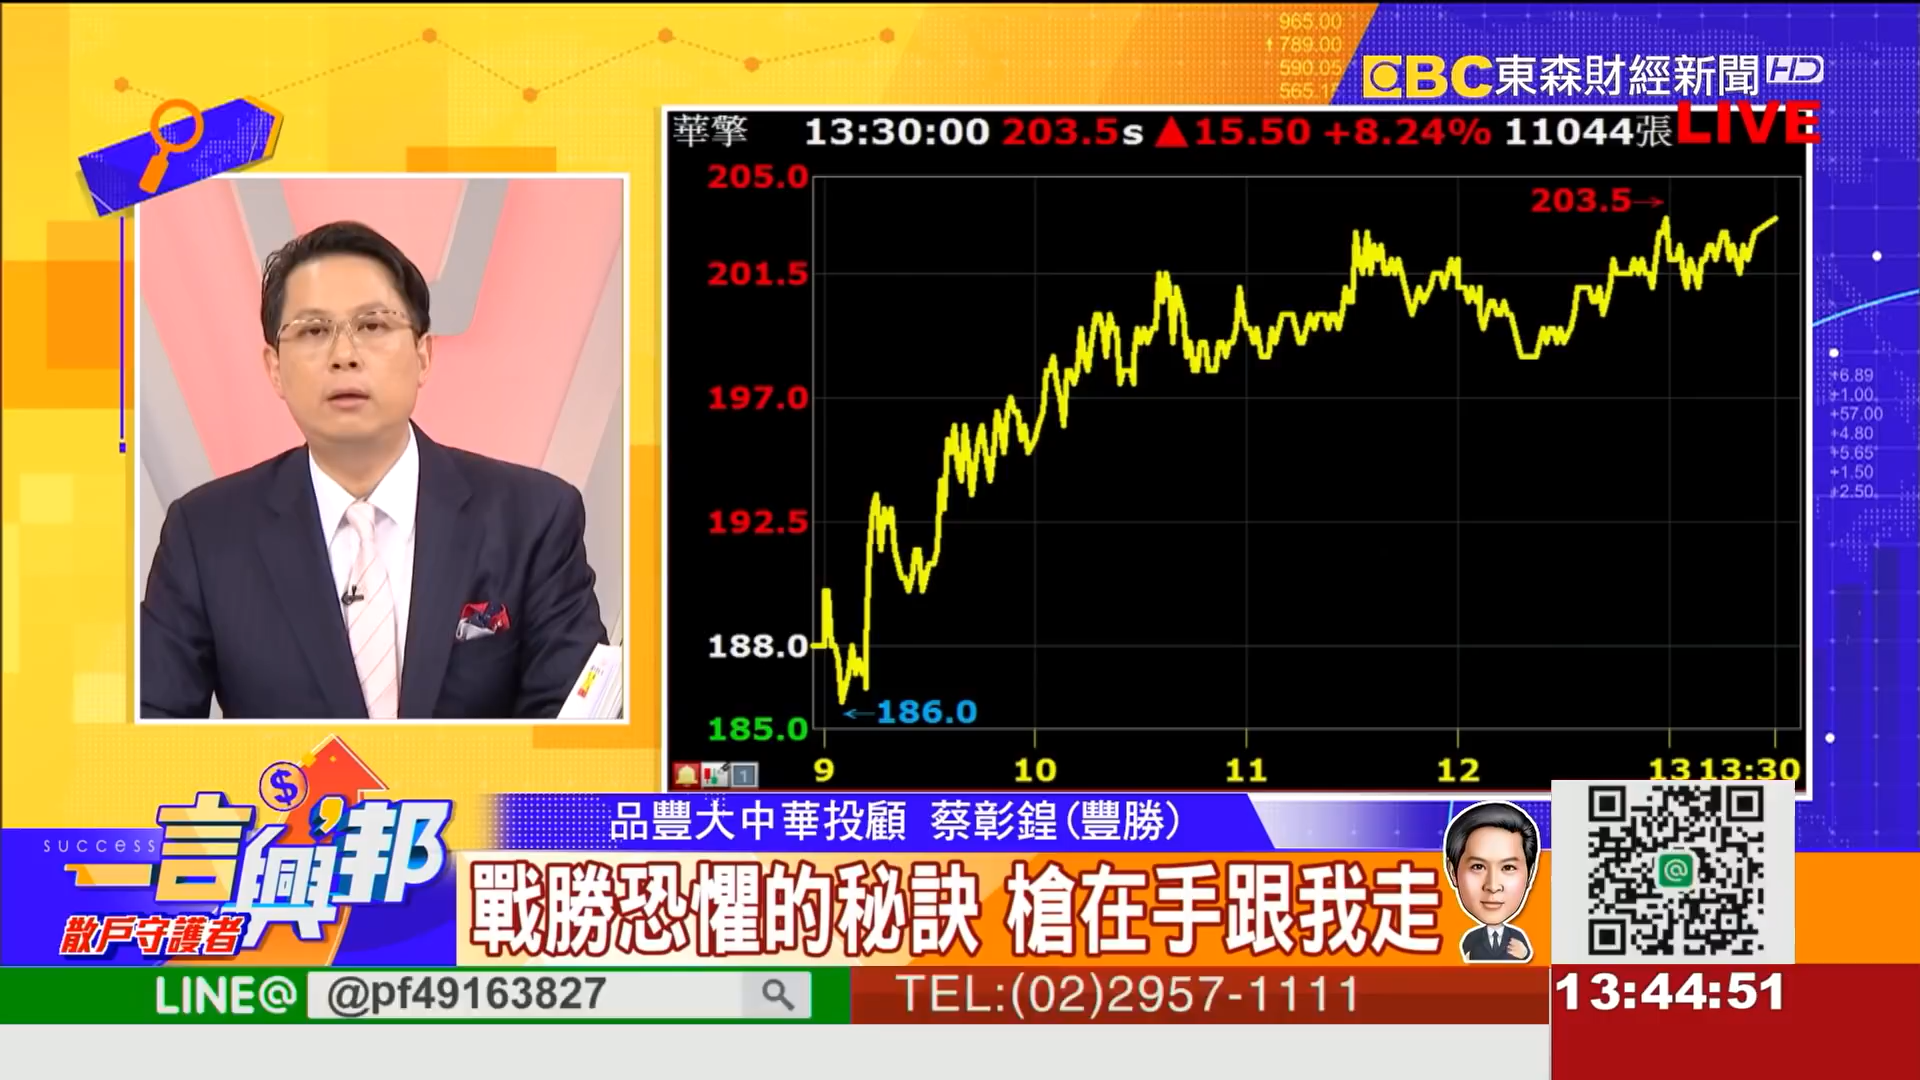 965.00
789.00
590.05
565.15
EBC東森財經新聞HD
LIVE
華擎 13:30:00 203.5s ▲15.50 +8.24% 11044張
205.0
203.5→
201.5
197.0
192.5
188.0
←186.0
185.0
9 10 11 12 13 13:30
1
+6.89
+1.00
+57.00
+4.80
+5.65
+1.50
+2.50
$
success
一言興邦
散戶守護者
品豐大中華投顧 蔡彰鍠(豐勝)
戰勝恐懼的秘訣 槍在手跟我走
LINE@ @pf49163827
TEL:(02)2957-1111
13:44:51